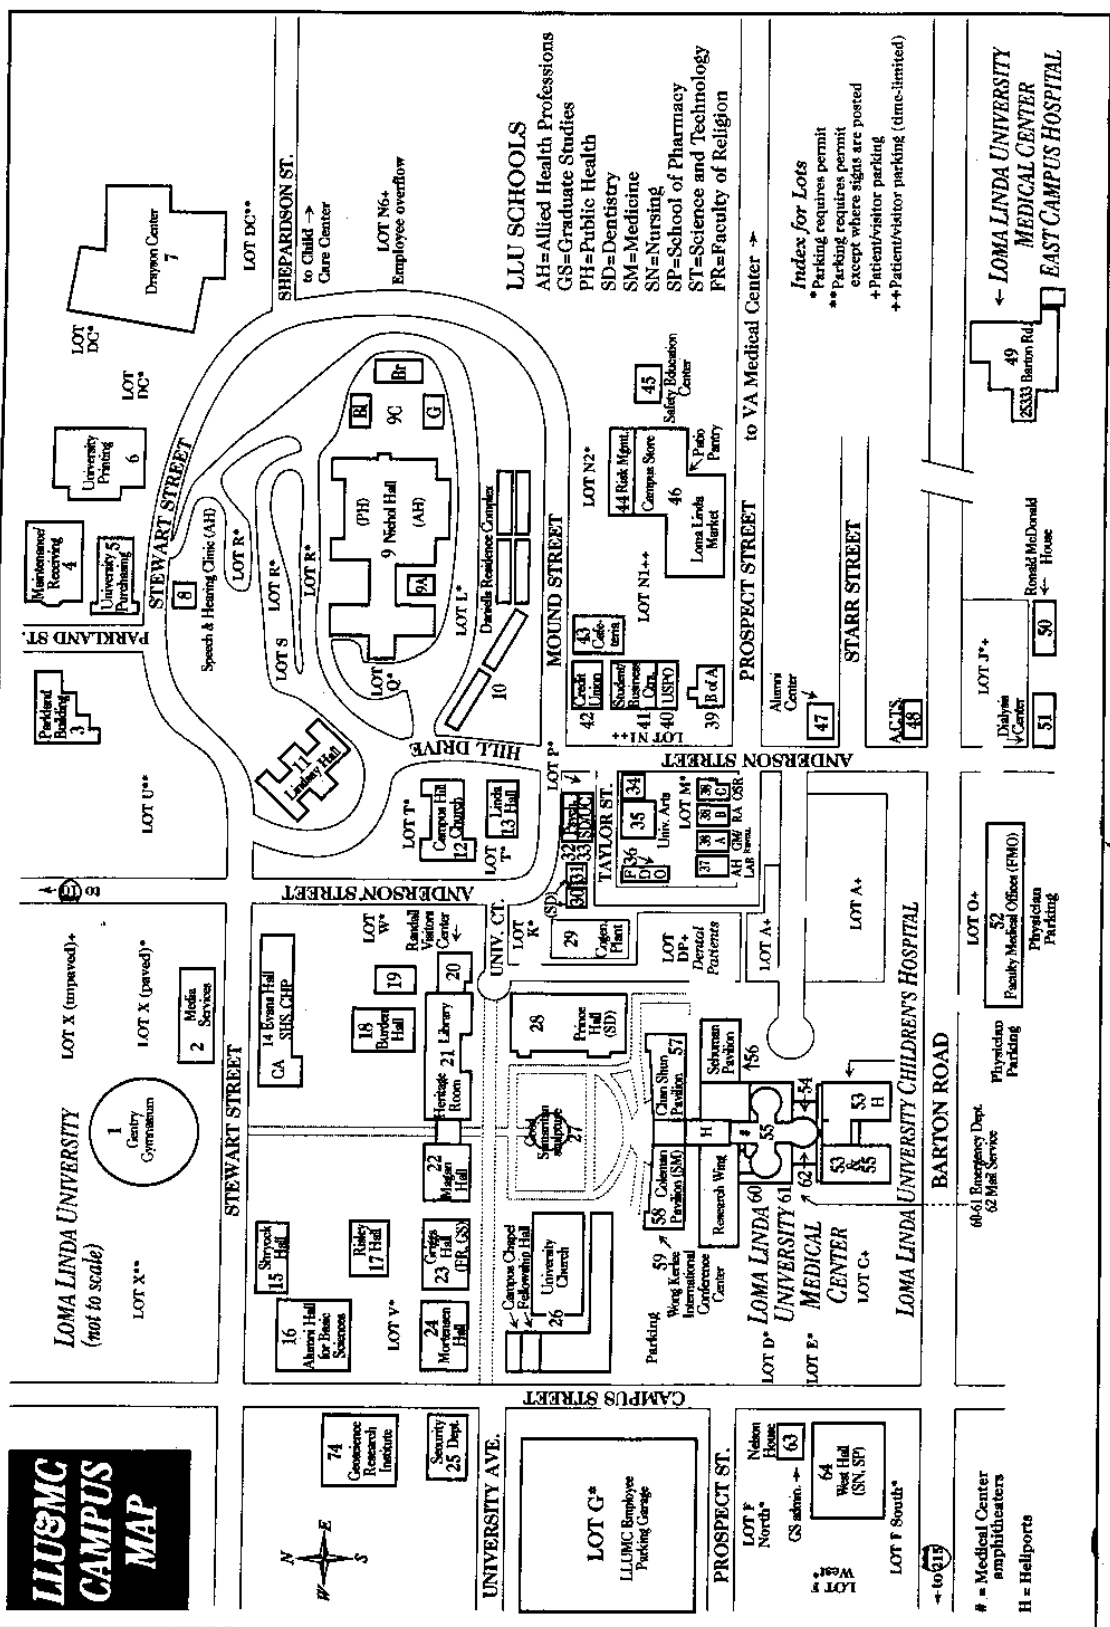 LLU&MC
CAMPUS
MAP
LOMA LINDA UNIVERSITY
(not to scale)
LOT X (unpaved)+
LOT X (paved)*
LOT X**
1
Gentry
Gymnasium
2 Media
Services
LOT U**
to
Parkland
Building
3
PARKLAND ST.
Maintenance/
Receiving
4
University 5
Purchasing
University
Printing
6
LOT
DC*
LOT
DC*
Drayson Center
7
LOT DC**
SHEPARDSON ST.
to Child →
Care Center
LOT N6+
Employee overflow
STEWART STREET
STEWART STREET
8
Speech & Hearing Clinic (AH)
LOT R*
LOT R*
LOT R*
LOT S
11
Lindsay Hall
(PH)
9 Nichol Hall
(AH)
9A
LOT
Q*
LOT L*
Bl
Br
9C
G
Daniells Residence Complex
10
HILL DRIVE
MOUND STREET
74
Geoscience
Research
Institute
Security
25 Dept.
N
E
S
W
16
Alumni Hall
for Basic
Sciences
Shryock
Hall
15
Risley
17 Hall
LOT V*
24
Mortensen
Hall
Griggs
Hall
23
(FR, GS)
22
Magan
Hall
14 Evans Hall
SHS, CHP
CA
18
Burden
Hall
19
LOT
W*
Randall
Visitors
Center
20
21 Library
Heritage
Room
ANDERSON STREET
LOT T*
Campus Hill
Church
12
Linda
13 Hall
LOT
T*
UNIVERSITY AVE.
UNIV. CT.
LOT
K*
LOT P*
Campus Chapel
Fellowship Hall
University
Church
26
Good
Samaritan
sculpture
27
28
Prince
Hall
(SD)
29
Cogen.
Plant
(SD)
30
31
32
Psych.
33
SDUC
TAYLOR ST.
34
35
Univ. Arts
36
F
D
O
LOT M*
37
AH
LAB
38
A
GM/
38
B
RA
38
C
OSR
LOT
DP+
Dental
Patients
LOT A+
LOT A+
ANDERSON STREET
CAMPUS STREET
LOT G*
LLUMC Employee
Parking Garage
PROSPECT ST.
PROSPECT STREET
to VA Medical Center →
LOT N2*
LOT N1++
LOT N1++
42
Credit
Union
43
Cafe-
teria
41
Student/
Business
Ctrs.
40 USPO
39 B of A
44 Risk Mgmt.
Campus Store
46
Loma Linda
Market
Patio
Pantry
45
Safety Education
Center
Alumni
Center
47
STARR STREET
A.C.T.S.
48
LLU SCHOOLS
AH=Allied Health Professions
GS=Graduate Studies
PH=Public Health
SD=Dentistry
SM=Medicine
SN=Nursing
SP=School of Pharmacy
ST=Science and Technology
FR=Faculty of Religion
Index for Lots
*Parking requires permit
**Parking requires permit
except where signs are posted
+Patient/visitor parking
++Patient/visitor parking (time-limited)
Parking
59
Wong Kerlee
International
Conference
Center
58 Coleman
Pavilion (SM)
Chan Shun
Pavilion 57
Schuman
Pavilion
56
Research Wing
H
#
55
54
53
H
53
&
55
LOMA LINDA 60
UNIVERSITY 61
MEDICAL 62
CENTER
LOT D*
LOT E*
LOT C+
LOMA LINDA UNIVERSITY CHILDREN'S HOSPITAL
LOT F
North*
Nelson
House
63
GS admin. →
64
West Hall
(SN, SP)
LOT F
West*
LOT F South*
← to 215
BARTON ROAD
60-61 Emergency Dept.
62 Mail Service
Physician
Parking
LOT O+
52
Faculty Medical Offices (FMO)
Physician
Parking
LOT J*+
Dialysis
Center
51
50
Ronald McDonald
House
←
49
25333 Barton Rd.
← LOMA LINDA UNIVERSITY
MEDICAL CENTER
EAST CAMPUS HOSPITAL
# = Medical Center
amphitheaters
H = Heliports